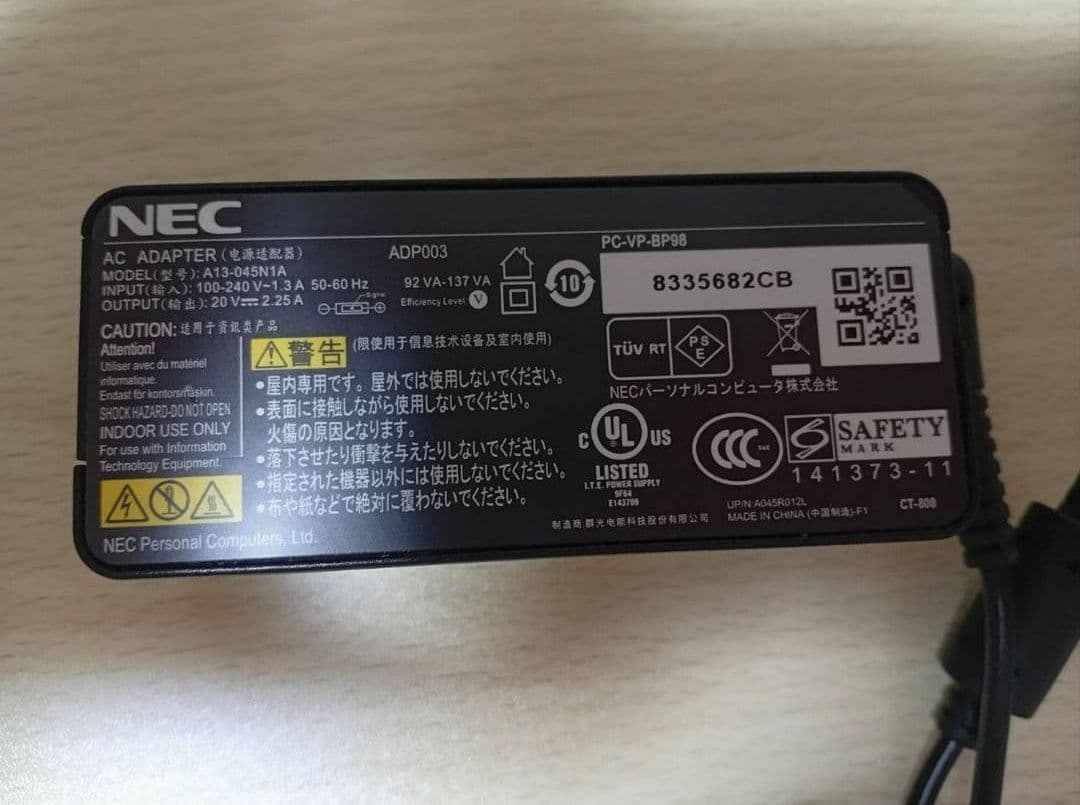 NEC
AC ADAPTER (电源适配器)
ADP003
PC-VP-BP98
MODEL(型号): A13-045N1A
INPUT(输入): 100-240 V~1.3 A 50-60 Hz
92 VA-137 VA
OUTPUT(输出): 20 V⎓2.25 A
Signal
Efficiency Level Ⓥ
10
8335682CB
CAUTION: 适用于资讯类产品
Attention!
Utiliser avec du matériel
informatique.
Endast för kontorsmaskin.
SHOCK HAZARD-DO NOT OPEN
INDOOR USE ONLY
For use with Information
Technology Equipment.
NEC Personal Computers, Ltd.
警告 (限使用于信息技术设备及室内使用)
•屋内専用です。屋外では使用しないでください。
•表面に接触しながら使用しないでください。
火傷の原因となります。
•落下させたり衝撃を与えたりしないでください。
•指定された機器以外には使用しないでください。
•布や紙などで絶対に覆わないでください。
TÜV RT
PS
E
NECパーソナルコンピュータ株式会社
C UL US
LISTED
I.T.E. POWER SUPPLY
9F64
E143709
CCC
S&E
SAFETY
MARK
141373-11
UP/N:A045R012L
CT-800
制造商:群光电能科技股份有限公司
MADE IN CHINA (中国制造)-F1